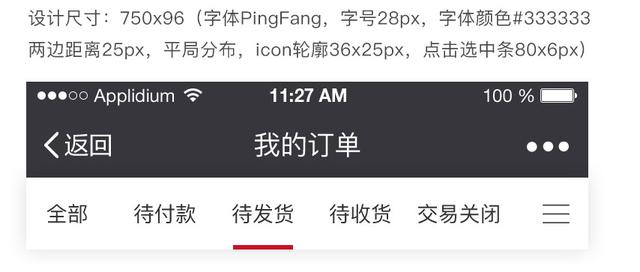 设计尺寸：750x96（字体PingFang，字号28px，字体颜色#333333
两边距离25px，平局分布，icon轮廓36x25px，点击选中条80x6px）
Applidium 11:27 AM 100 %
返回 我的订单
全部 待付款 待发货 待收货 交易关闭